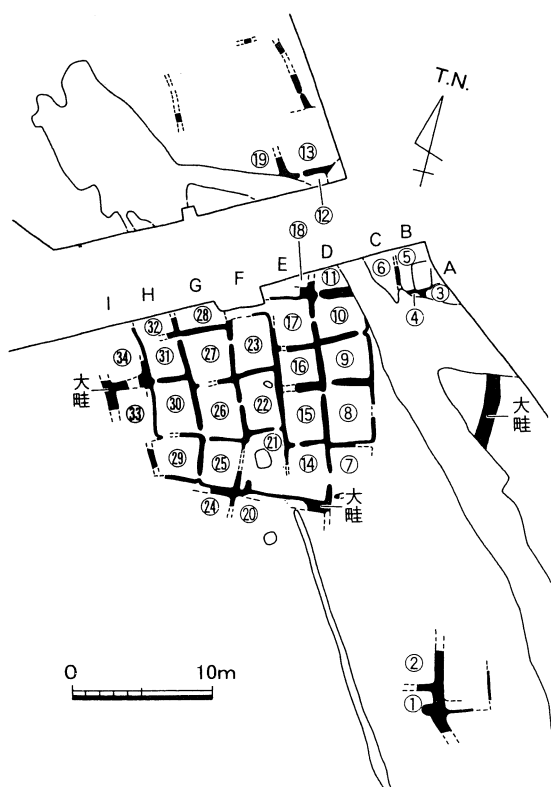 T.N.
⑲ ⑬
⑫
⑱
I H G F E D C B A
⑪ ⑥ ⑤
④ ③
㉜ ㉘ ⑰ ⑩
㉞ ㉛ ㉗ ㉓ ⑯ ⑨
大畦
大畦
㉝ ㉚ ㉖ ㉒ ⑮ ⑧
㉙ ㉕ ㉑ ⑭ ⑦
㉔ ⑳
大畦
0 10m
②
①